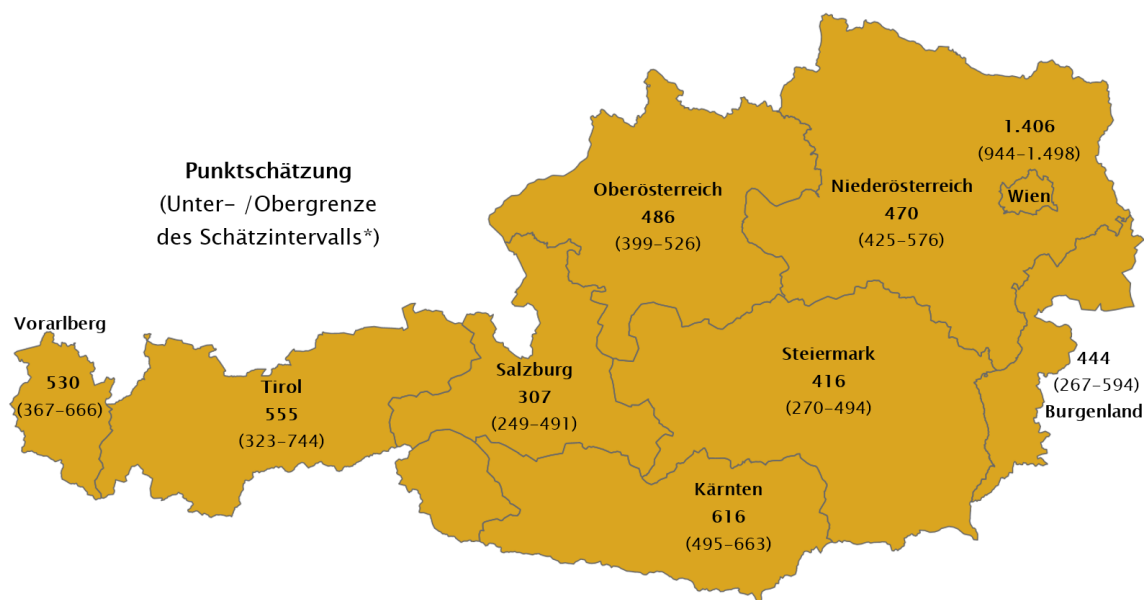 Punktschätzung
(Unter- /Obergrenze
des Schätzintervalls*)
1.406
(944-1.498)
Wien
Niederösterreich
470
(425-576)
Oberösterreich
486
(399-526)
Vorarlberg
530
(367-666)
Tirol
555
(323-744)
Salzburg
307
(249-491)
Steiermark
416
(270-494)
444
(267-594)
Burgenland
Kärnten
616
(495-663)